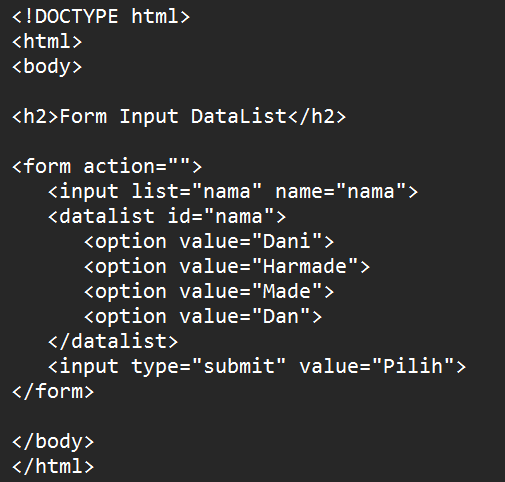 <!DOCTYPE html>
<html>
<body>
<h2>Form Input DataList</h2>
<form action="">
<input list="nama" name="nama">
<datalist id="nama">
<option value="Dani">
<option value="Harmade">
<option value="Made">
<option value="Dan">
</datalist>
<input type="submit" value="Pilih">
</form>
</body>
</html>